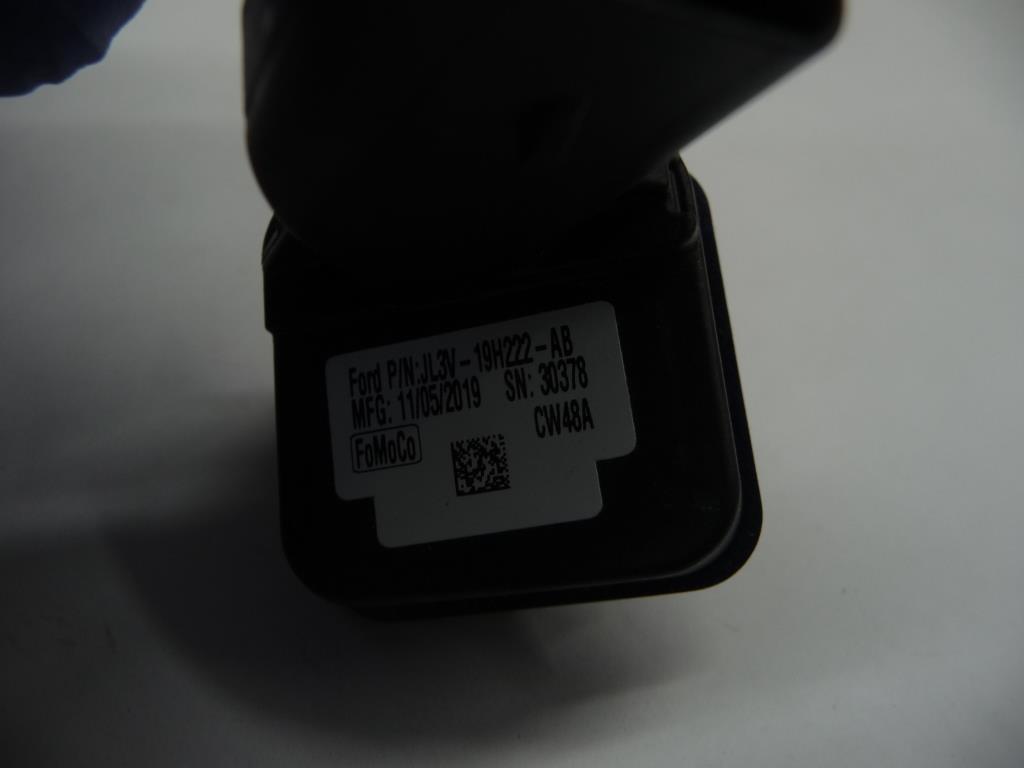 Ford P/N:JL3V-19H222-AB
MFG: 11/05/2019 SN: 30378
FoMoCo CW48A